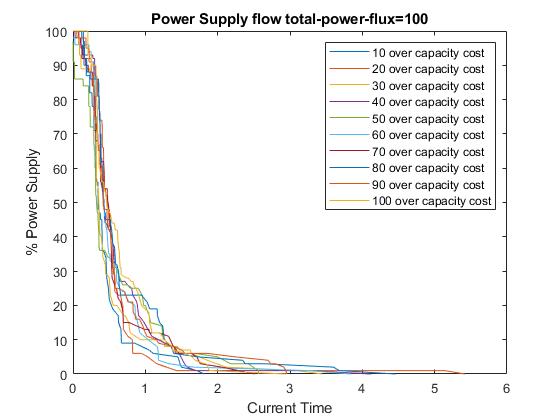 Power Supply flow total-power-flux=100
100
90
80
70
60
50
40
30
20
10
0
% Power Supply
10 over capacity cost
20 over capacity cost
30 over capacity cost
40 over capacity cost
50 over capacity cost
60 over capacity cost
70 over capacity cost
80 over capacity cost
90 over capacity cost
100 over capacity cost
0 1 2 3 4 5 6
Current Time